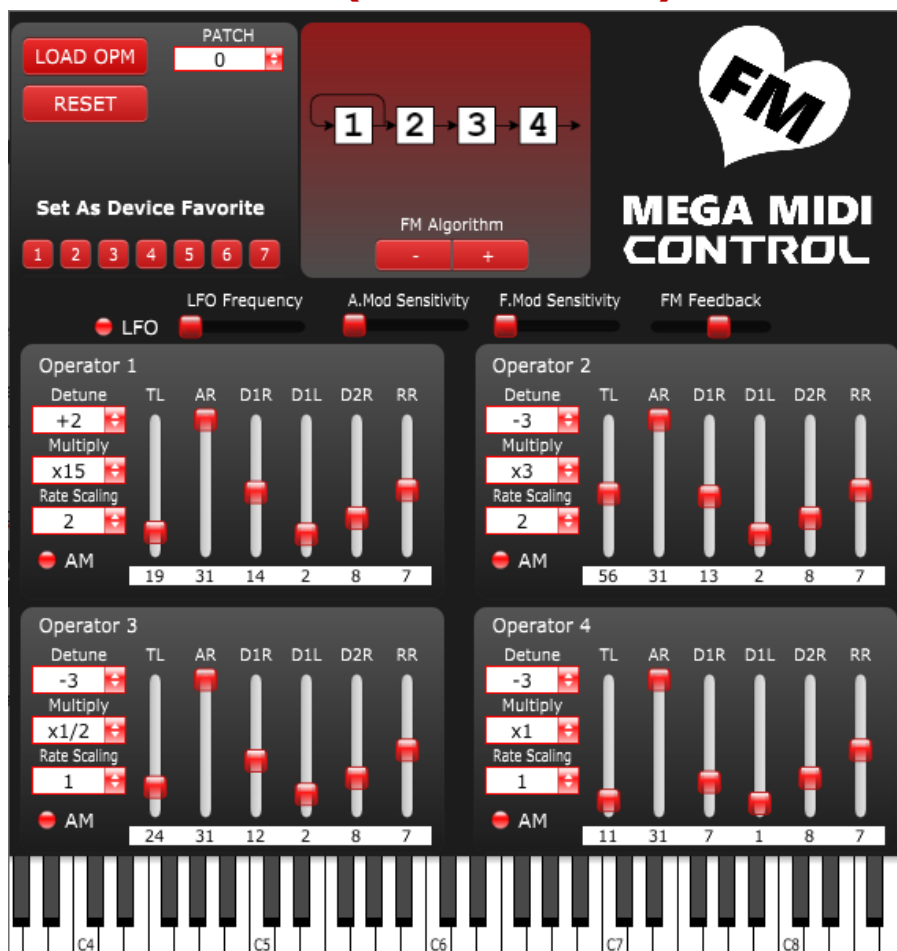 LOAD OPM
PATCH
0
RESET
Set As Device Favorite
1 2 3 4 5 6 7
1 2 3 4
FM Algorithm
- +
FM
MEGA MIDI
CONTROL
LFO
LFO Frequency
A.Mod Sensitivity
F.Mod Sensitivity
FM Feedback
Operator 1
Detune TL AR D1R D1L D2R RR
+2
Multiply
x15
Rate Scaling
2
AM
19 31 14 2 8 7
Operator 2
Detune TL AR D1R D1L D2R RR
-3
Multiply
x3
Rate Scaling
2
AM
56 31 13 2 8 7
Operator 3
Detune TL AR D1R D1L D2R RR
-3
Multiply
x1/2
Rate Scaling
1
AM
24 31 12 2 8 7
Operator 4
Detune TL AR D1R D1L D2R RR
-3
Multiply
x1
Rate Scaling
1
AM
11 31 7 1 8 7
C4 C5 C6 C7 C8